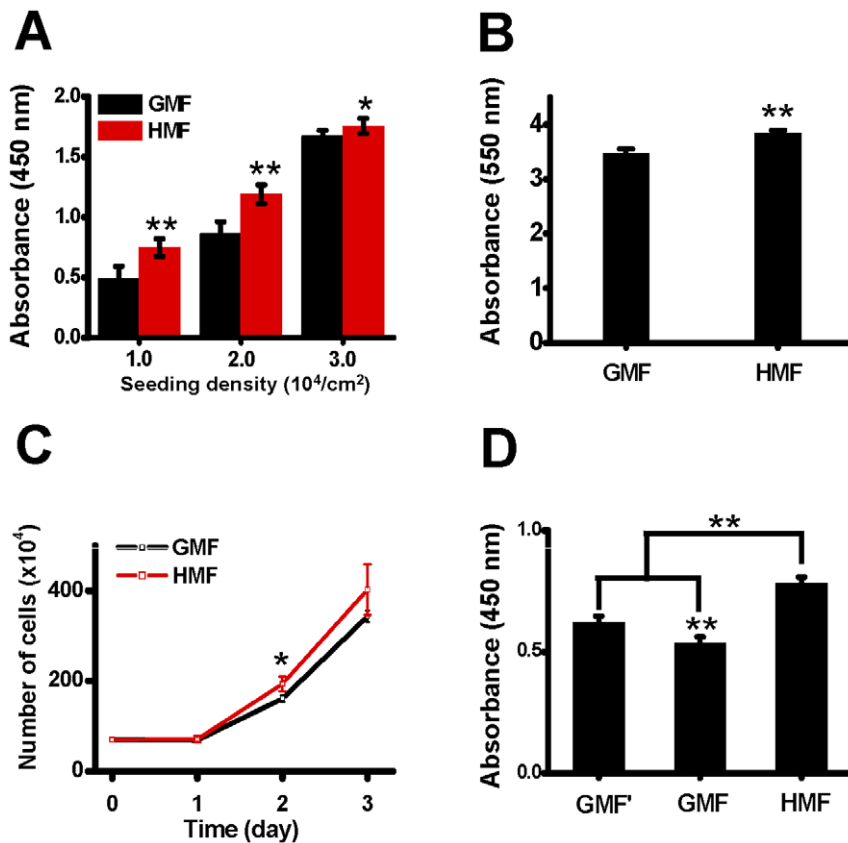 A
Absorbance (450 nm)
2.0
1.5
1.0
0.5
0.0
GMF
HMF
**
**
*
1.0 2.0 3.0
Seeding density (10⁴/cm²)
B
Absorbance (550 nm)
4
3
2
1
0
**
GMF HMF
C
Number of cells (x10⁴)
400
200
0
GMF
HMF
*
0 1 2 3
Time (day)
D
Absorbance (450 nm)
1.0
0.5
0.0
**
**
GMF' GMF HMF